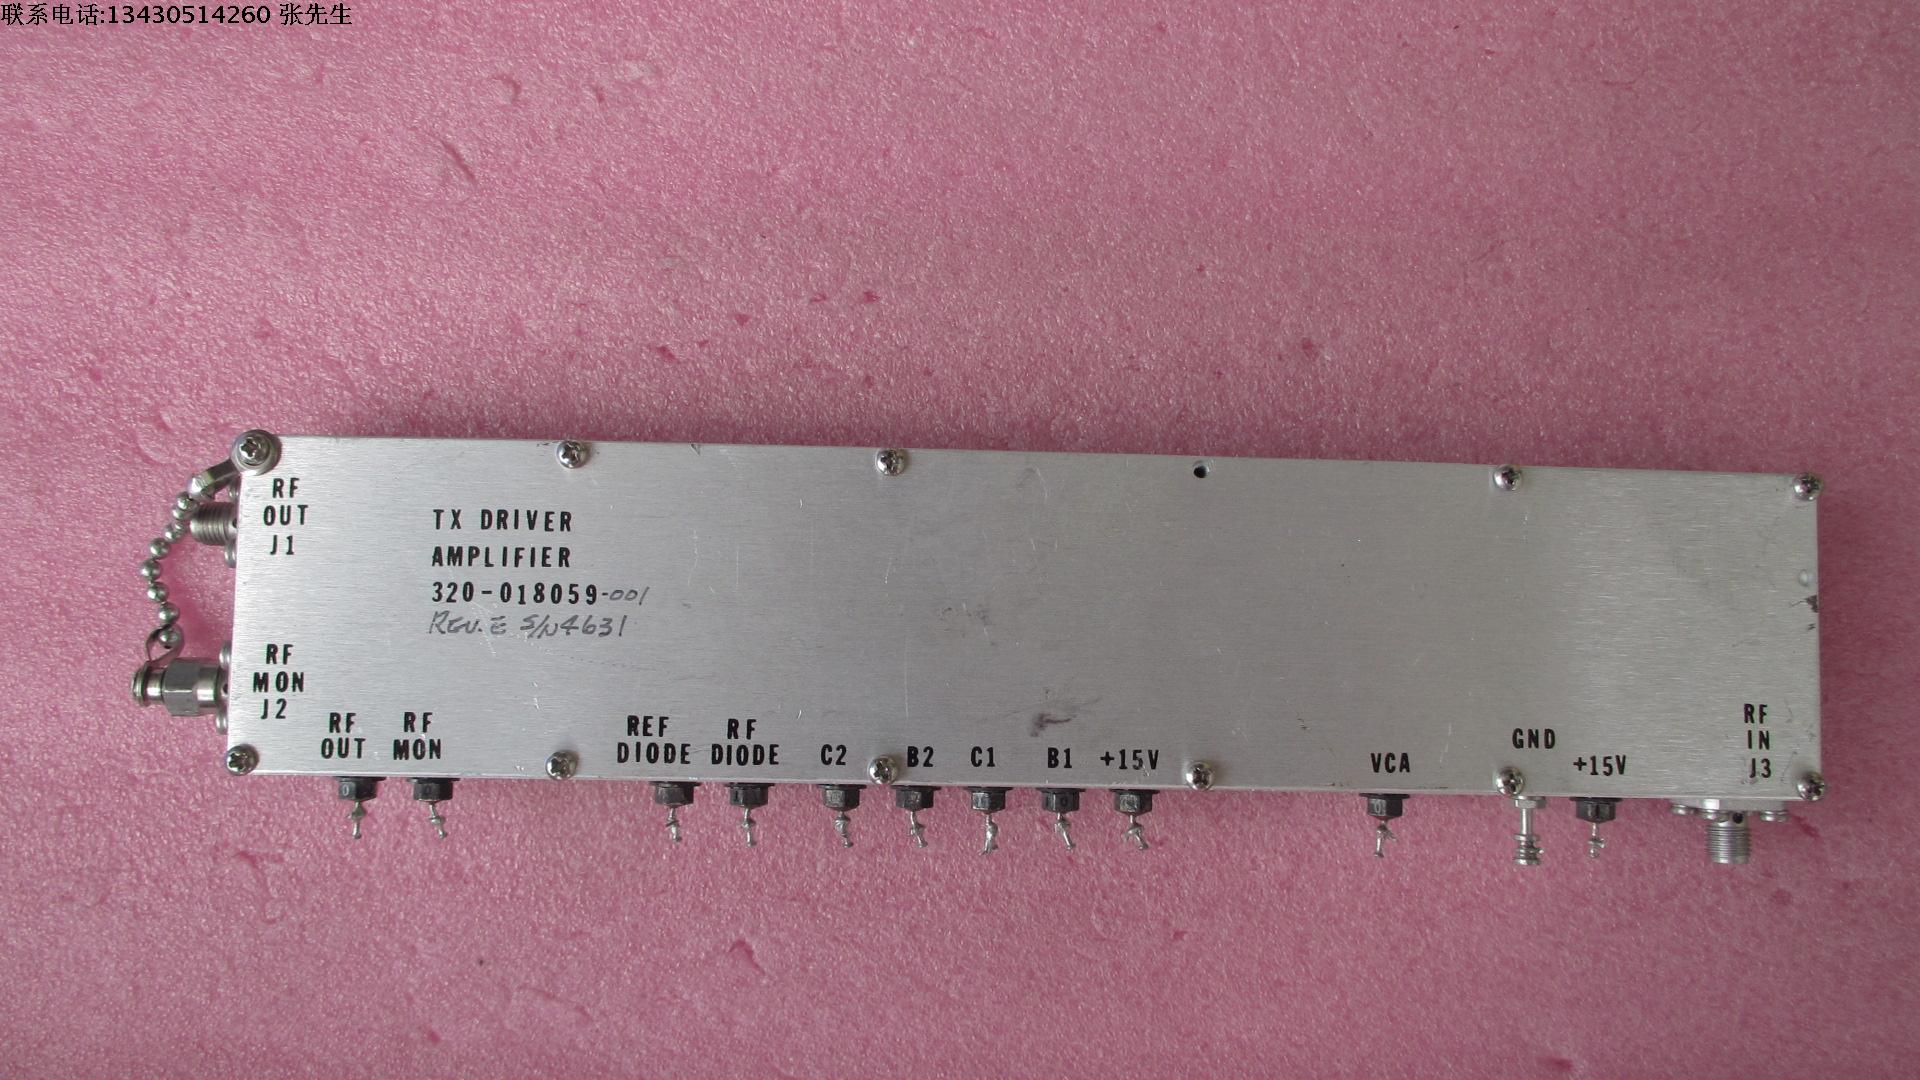 联系电话:13430514260 张先生
RF
OUT
J1
TX DRIVER
AMPLIFIER
320-018059-001
REV. E S/N4631
RF
MON
J2
RF
OUT
RF
MON
REF
DIODE
RF
DIODE
C2
B2
C1
B1
+15V
VCA
GND
+15V
RF
IN
J3